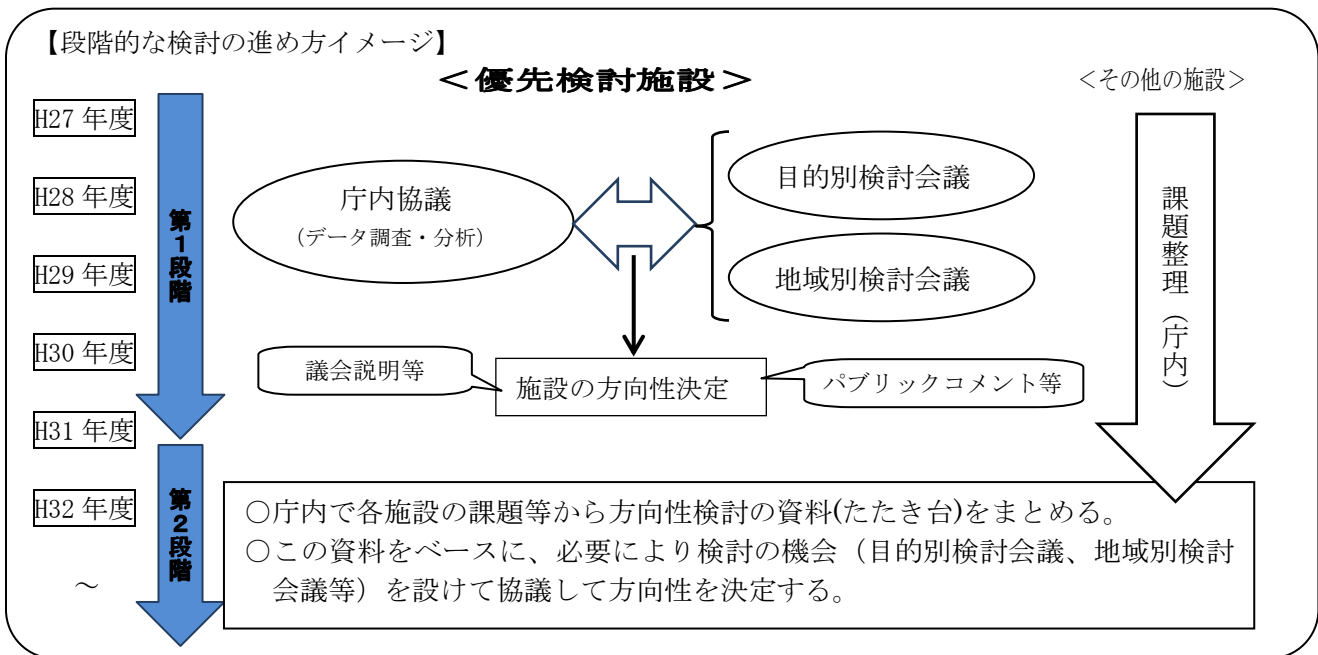 【段階的な検討の進め方イメージ】
＜優先検討施設＞
＜その他の施設＞
H27 年度
H28 年度
H29 年度
H30 年度
H31 年度
H32 年度
～
第１段階
第２段階
庁内協議
（データ調査・分析）
目的別検討会議
地域別検討会議
議会説明等
施設の方向性決定
パブリックコメント等
課題整理（庁内）
○庁内で各施設の課題等から方向性検討の資料(たたき台)をまとめる。
○この資料をベースに、必要により検討の機会（目的別検討会議、地域別検討
会議等）を設けて協議して方向性を決定する。